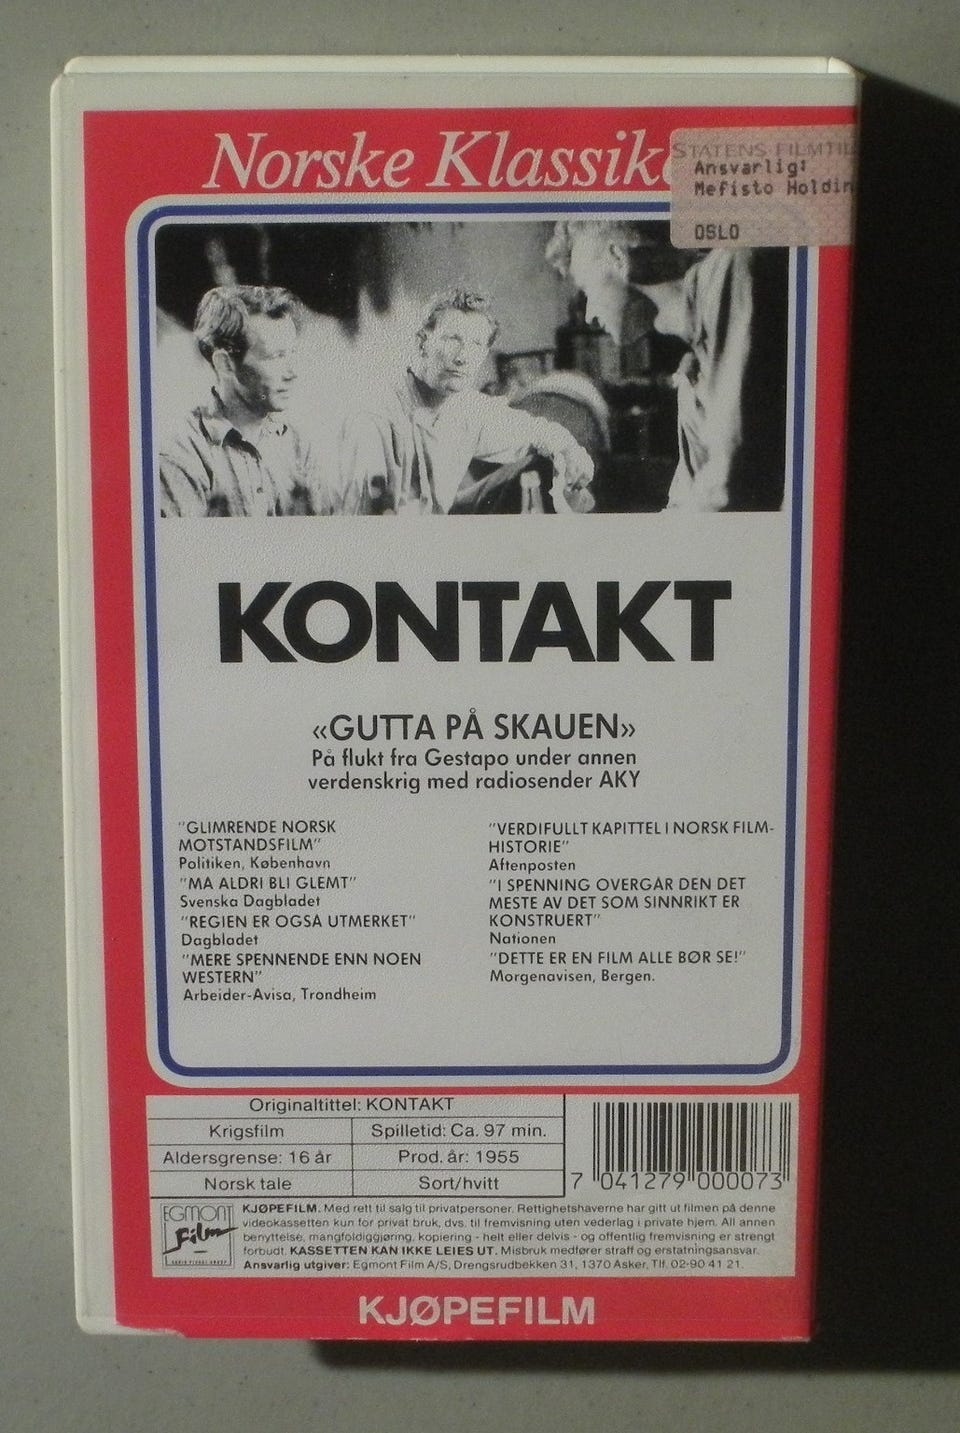 Norske Klassik
STATENS FILMTIL
Ansvarlig:
Mefisto Holdin
OSLO
KONTAKT
«GUTTA PÅ SKAUEN»
På flukt fra Gestapo under annen
verdenskrig med radiosender AKY
"GLIMRENDE NORSK
MOTSTANDSFILM"
Politiken, København
"MÅ ALDRI BLI GLEMT"
Svenska Dagbladet
"REGIEN ER OGSÅ UTMERKET"
Dagbladet
"MERE SPENNENDE ENN NOEN
WESTERN"
Arbeider-Avisa, Trondheim
"VERDIFULLT KAPITTEL I NORSK FILM-
HISTORIE"
Aftenposten
"I SPENNING OVERGÅR DEN DET
MESTE AV DET SOM SINNRIKT ER
KONSTRUERT"
Nationen
"DETTE ER EN FILM ALLE BØR SE!"
Morgenavisen, Bergen.
Originaltittel: KONTAKT
Krigsfilm Spilletid: Ca. 97 min.
Aldersgrense: 16 år Prod. år: 1955
Norsk tale Sort/hvitt
7 041279 000073
EGMONT
Film
KJØPEFILM. Med rett til salg til privatpersoner. Rettighetshaverne har gitt ut filmen på denne
videokassetten kun for privat bruk, dvs. til fremvisning uten vederlag i private hjem. All annen
benyttelse, mangfoldiggjøring, kopiering - helt eller delvis - og offentlig fremvisning er strengt
forbudt. KASSETTEN KAN IKKE LEIES UT. Misbruk medfører straff og erstatningsansvar.
Ansvarlig utgiver: Egmont Film A/S, Drengsrudbekken 31, 1370 Asker, Tlf. 02-90 41 21.
KJØPEFILM